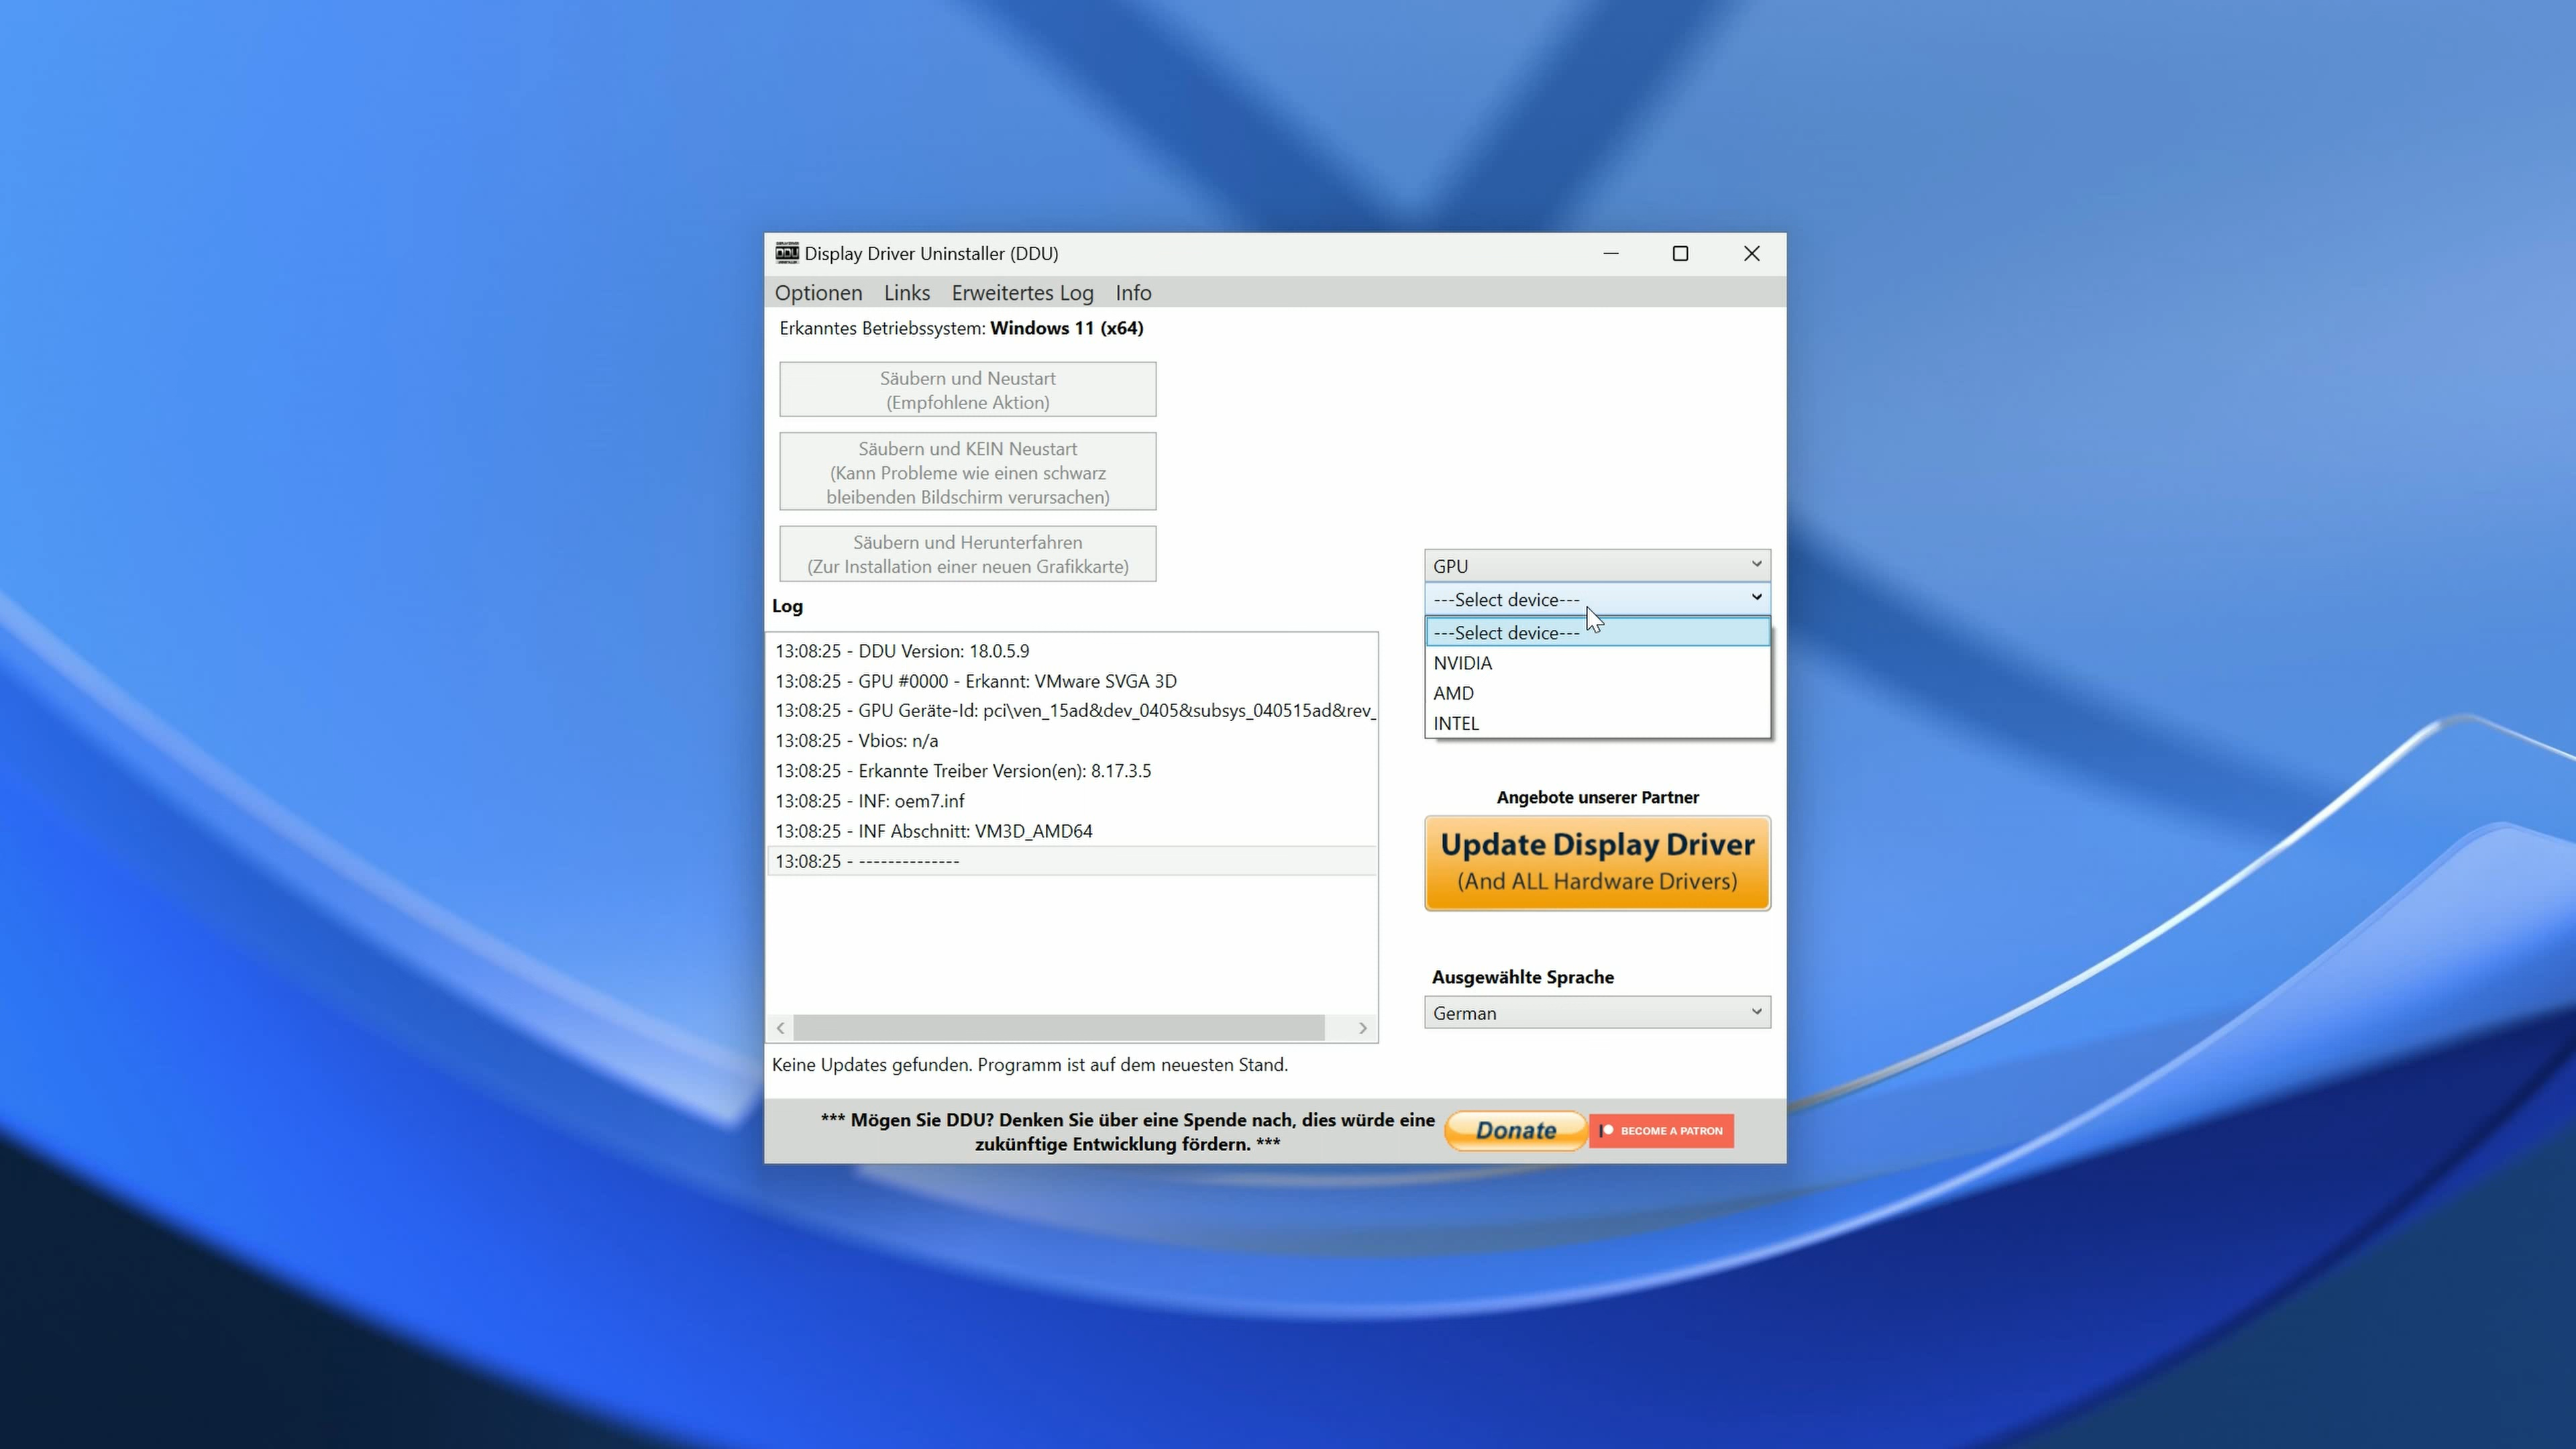 DDU
Display Driver Uninstaller (DDU)
Optionen Links Erweitertes Log Info
Erkanntes Betriebssystem: Windows 11 (x64)
Säubern und Neustart
(Empfohlene Aktion)
Säubern und KEIN Neustart
(Kann Probleme wie einen schwarz
bleibenden Bildschirm verursachen)
Säubern und Herunterfahren
(Zur Installation einer neuen Grafikkarte)
GPU
---Select device---
---Select device---
NVIDIA
AMD
INTEL
Log
13:08:25 - DDU Version: 18.0.5.9
13:08:25 - GPU #0000 - Erkannt: VMware SVGA 3D
13:08:25 - GPU Geräte-Id: pci\ven_15ad&dev_0405&subsys_040515ad&rev_
13:08:25 - Vbios: n/a
13:08:25 - Erkannte Treiber Version(en): 8.17.3.5
13:08:25 - INF: oem7.inf
13:08:25 - INF Abschnitt: VM3D_AMD64
13:08:25 - --------------
Angebote unserer Partner
Update Display Driver
(And ALL Hardware Drivers)
Ausgewählte Sprache
German
Keine Updates gefunden. Programm ist auf dem neuesten Stand.
*** Mögen Sie DDU? Denken Sie über eine Spende nach, dies würde eine
zukünftige Entwicklung fördern. ***
Donate
BECOME A PATRON